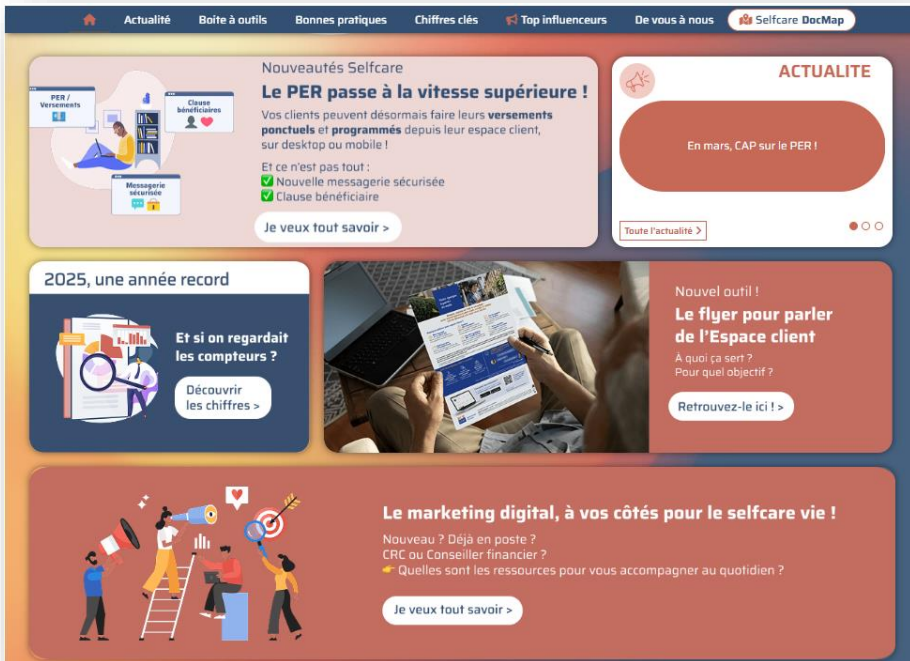 Actualité
Boite à outils
Bonnes pratiques
Chiffres clés
Top influenceurs
De vous à nous
Selfcare DocMap
PER /
Versements
Clause
bénéficiaires
Messagerie
sécurisée
Nouveautés Selfcare
Le PER passe à la vitesse supérieure !
Vos clients peuvent désormais faire leurs versements
ponctuels et programmés depuis leur espace client,
sur desktop ou mobile !
Et ce n'est pas tout :
✅ Nouvelle messagerie sécurisée
✅ Clause bénéficiaire
Je veux tout savoir >
ACTUALITE
En mars, CAP sur le PER !
Toute l'actualité >
2025, une année record
Et si on regardait
les compteurs ?
Découvrir
les chiffres >
Nouvel outil !
Le flyer pour parler
de l'Espace client
À quoi ça sert ?
Pour quel objectif ?
Retrouvez-le ici ! >
Le marketing digital, à vos côtés pour le selfcare vie !
Nouveau ? Déjà en poste ?
CRC ou Conseiller financier ?
👉 Quelles sont les ressources pour vous accompagner au quotidien ?
Je veux tout savoir >